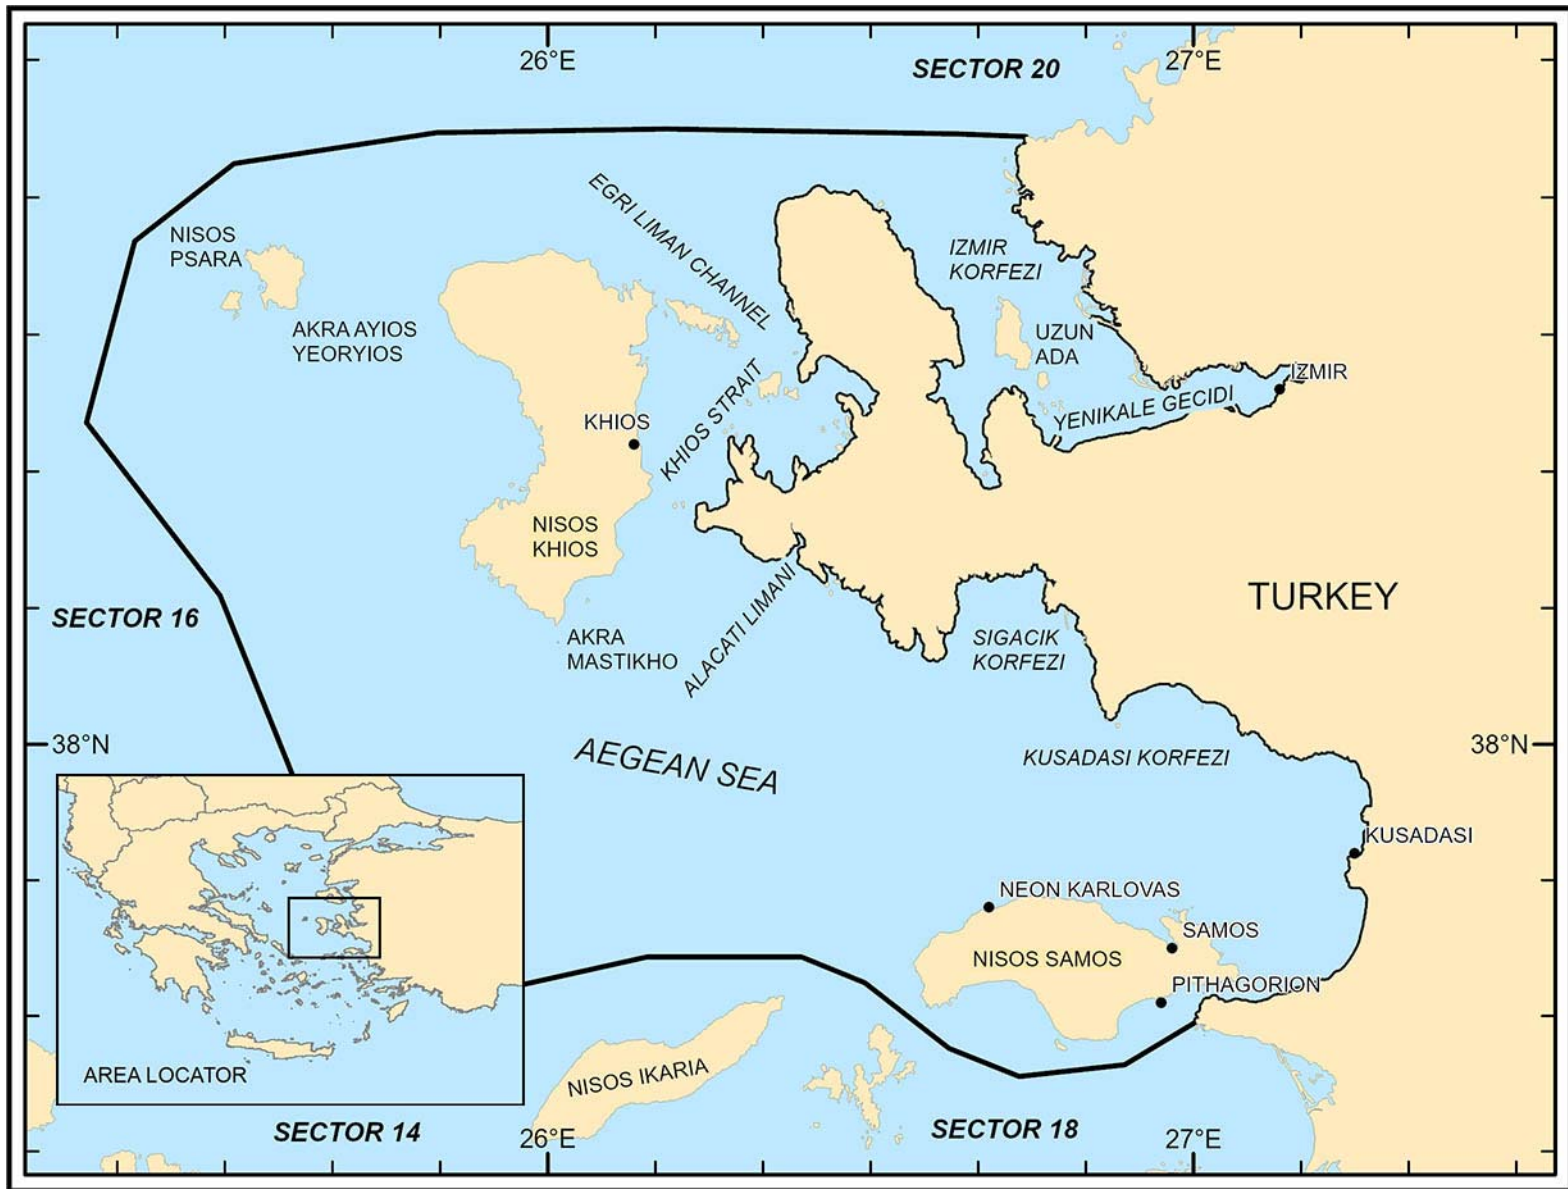 26°E
SECTOR 20
27°E
NISOS
PSARA
EGRI LIMAN CHANNEL
IZMIR
KORFEZI
AKRA AYIOS
YEORYIOS
UZUN
ADA
IZMIR
YENIKALE GECIDI
KHIOS
KHIOS STRAIT
NISOS
KHIOS
TURKEY
SECTOR 16
AKRA
MASTIKHO
ALACATI LIMANI
SIGACIK
KORFEZI
38°N
38°N
AEGEAN SEA
KUSADASI KORFEZI
KUSADASI
NEON KARLOVAS
SAMOS
NISOS SAMOS
PITHAGORION
AREA LOCATOR
NISOS IKARIA
SECTOR 14
26°E
SECTOR 18
27°E